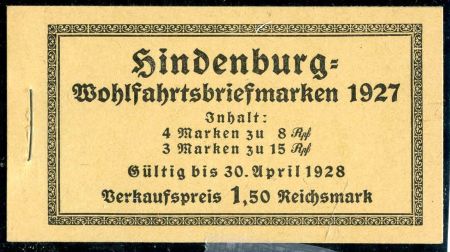 Hindenburg=
Wohlfahrtsbriefmarken 1927
Inhalt:
4 Marken zu 8 Rpf
3 Marken zu 15 Rpf
Gültig bis 30. April 1928
Verkaufspreis 1,50 Reichsmark